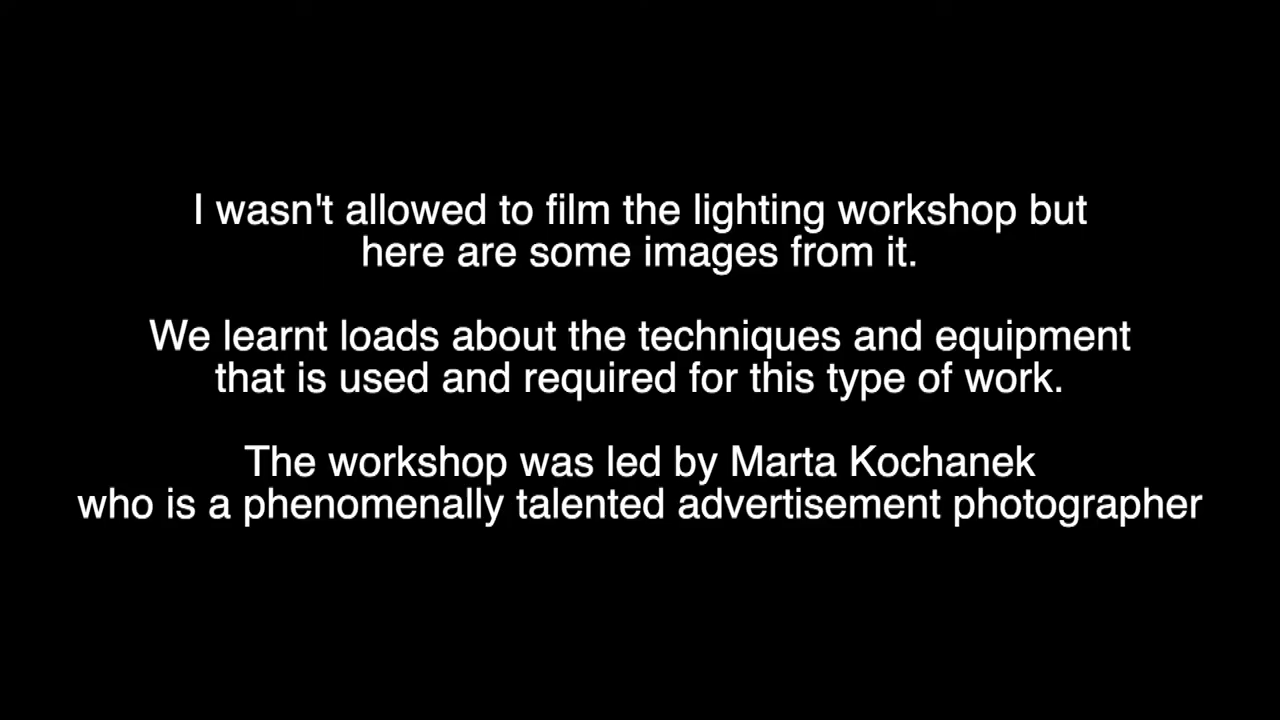 I wasn't allowed to film the lighting workshop but
here are some images from it.
We learnt loads about the techniques and equipment
that is used and required for this type of work.
The workshop was led by Marta Kochanek
who is a phenomenally talented advertisement photographer